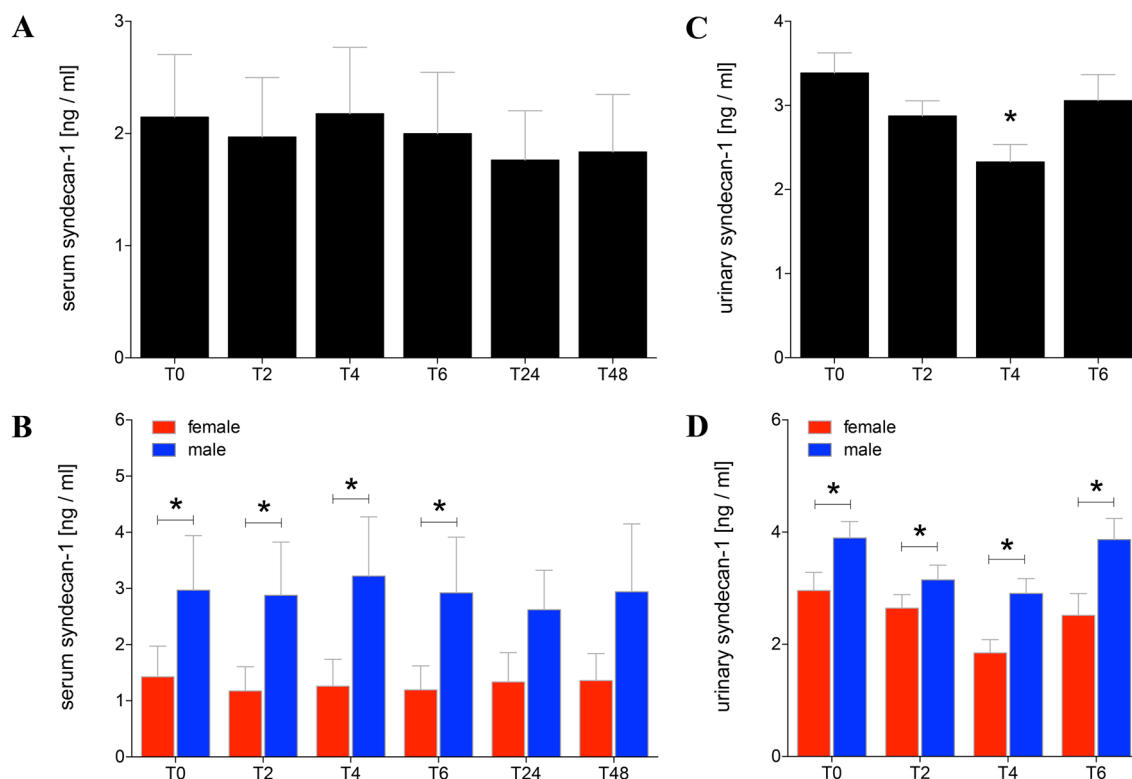 A
serum syndecan-1 [ng / ml]
3
2
1
0
T0 T2 T4 T6 T24 T48
C
urinary syndecan-1 [ng / ml]
4
3
2
1
0
*
T0 T2 T4 T6
B
serum syndecan-1 [ng / ml]
6
5
4
3
2
1
0
female
male
* * * *
T0 T2 T4 T6 T24 T48
D
urinary syndecan-1 [ng / ml]
6
5
4
3
2
1
0
female
male
* * * *
T0 T2 T4 T6